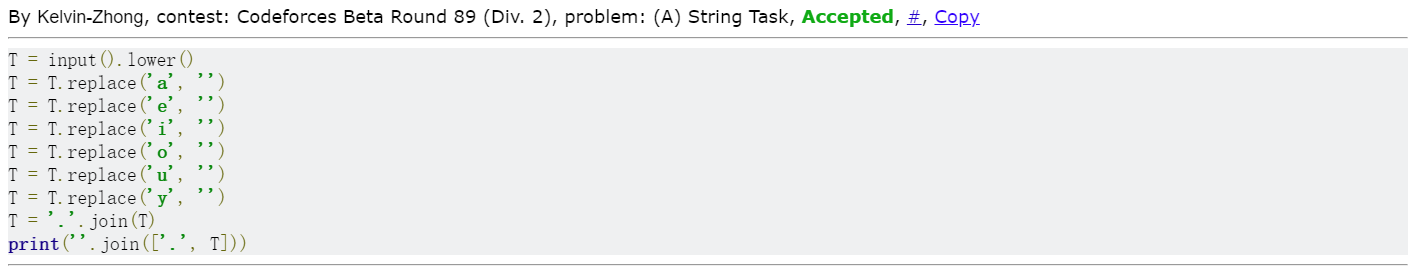 By Kelvin-Zhong, contest: Codeforces Beta Round 89 (Div. 2), problem: (A) String Task, Accepted, #, Copy
T = input().lower()
T = T.replace('a', '')
T = T.replace('e', '')
T = T.replace('i', '')
T = T.replace('o', '')
T = T.replace('u', '')
T = T.replace('y', '')
T = '.'.join(T)
print(''.join(['.', T]))